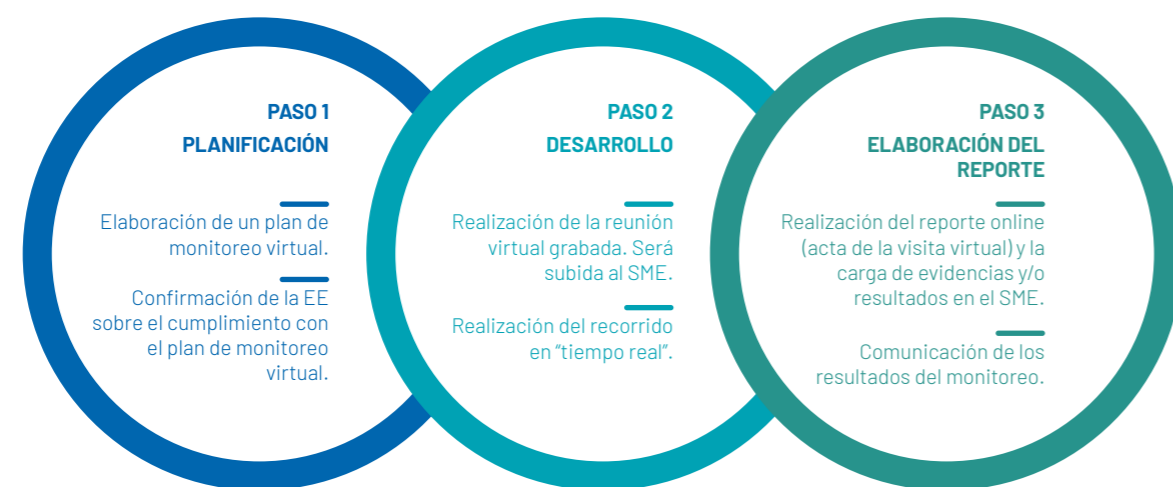 PASO 1
PLANIFICACIÓN
Elaboración de un plan de
monitoreo virtual.
Confirmación de la EE
sobre el cumplimiento con
el plan de monitoreo
virtual.
PASO 2
DESARROLLO
Realización de la reunión
virtual grabada. Será
subida al SME.
Realización del recorrido
en “tiempo real”.
PASO 3
ELABORACIÓN DEL
REPORTE
Realización del reporte online
(acta de la visita virtual) y la
carga de evidencias y/o
resultados en el SME.
Comunicación de los
resultados del monitoreo.